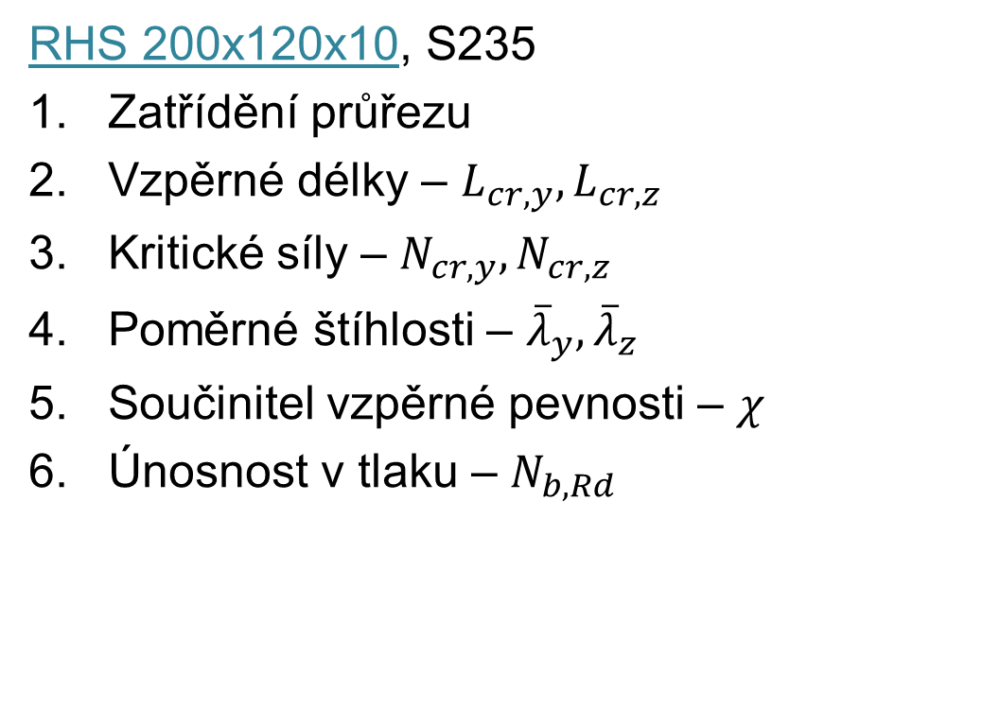 RHS 200x120x10, S235
1. Zatřídění průřezu
2. Vzpěrné délky – $L_{cr,y}, L_{cr,z}$
3. Kritické síly – $N_{cr,y}, N_{cr,z}$
4. Poměrné štíhlosti – $\bar{\lambda}_y, \bar{\lambda}_z$
5. Součinitel vzpěrné pevnosti – $\chi$
6. Únosnost v tlaku – $N_{b,Rd}$